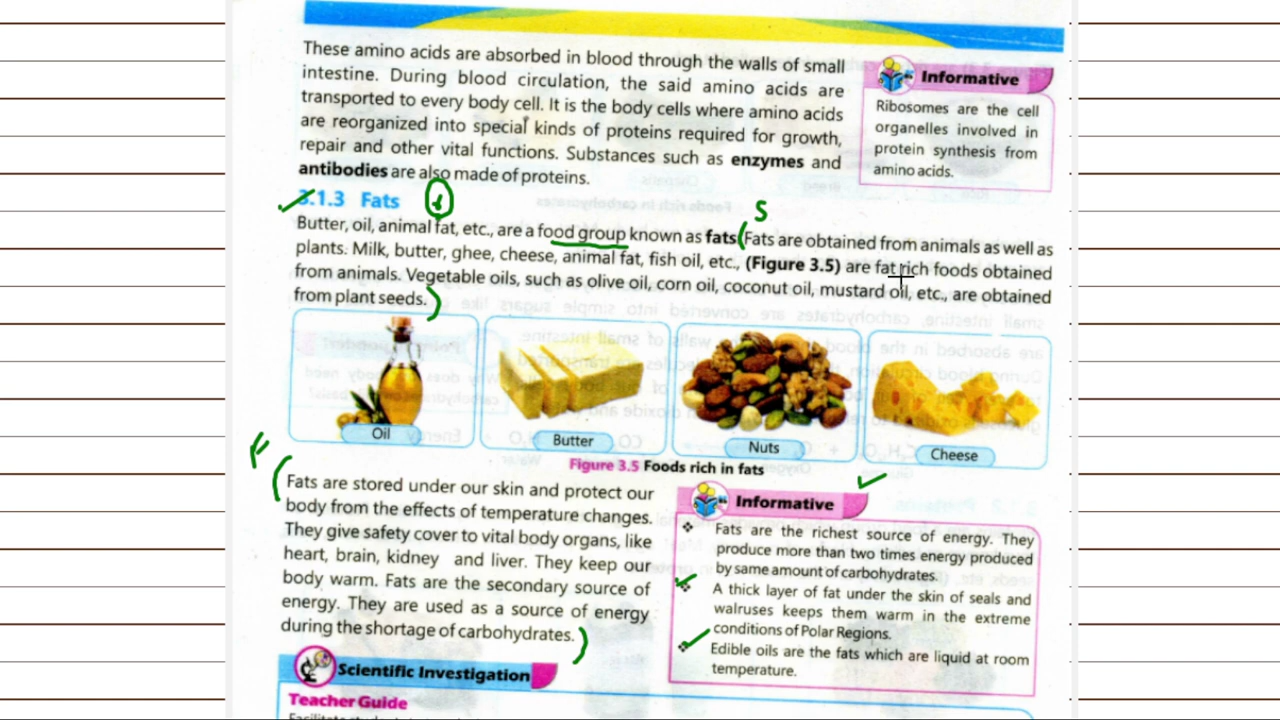 These amino acids are absorbed in blood through the walls of small
intestine. During blood circulation, the said amino acids are
transported to every body cell. It is the body cells where amino acids
are reorganized into special kinds of proteins required for growth,
repair and other vital functions. Substances such as enzymes and
antibodies are also made of proteins.
Informative
Ribosomes are the cell
organelles involved in
protein synthesis from
amino acids.
3.1.3 Fats
S
Butter, oil, animal fat, etc., are a food group known as fats. Fats are obtained from animals as well as
plants. Milk, butter, ghee, cheese, animal fat, fish oil, etc., (Figure 3.5) are fat rich foods obtained
from animals. Vegetable oils, such as olive oil, corn oil, coconut oil, mustard oil, etc., are obtained
from plant seeds.
Oil
Butter
Nuts
Cheese
Figure 3.5 Foods rich in fats
F
Fats are stored under our skin and protect our
body from the effects of temperature changes.
They give safety cover to vital body organs, like
heart, brain, kidney and liver. They keep our
body warm. Fats are the secondary source of
energy. They are used as a source of energy
during the shortage of carbohydrates.
Informative
Fats are the richest source of energy. They
produce more than two times energy produced
by same amount of carbohydrates.
A thick layer of fat under the skin of seals and
walruses keeps them warm in the extreme
conditions of Polar Regions.
Edible oils are the fats which are liquid at room
temperature.
Scientific Investigation
Teacher Guide